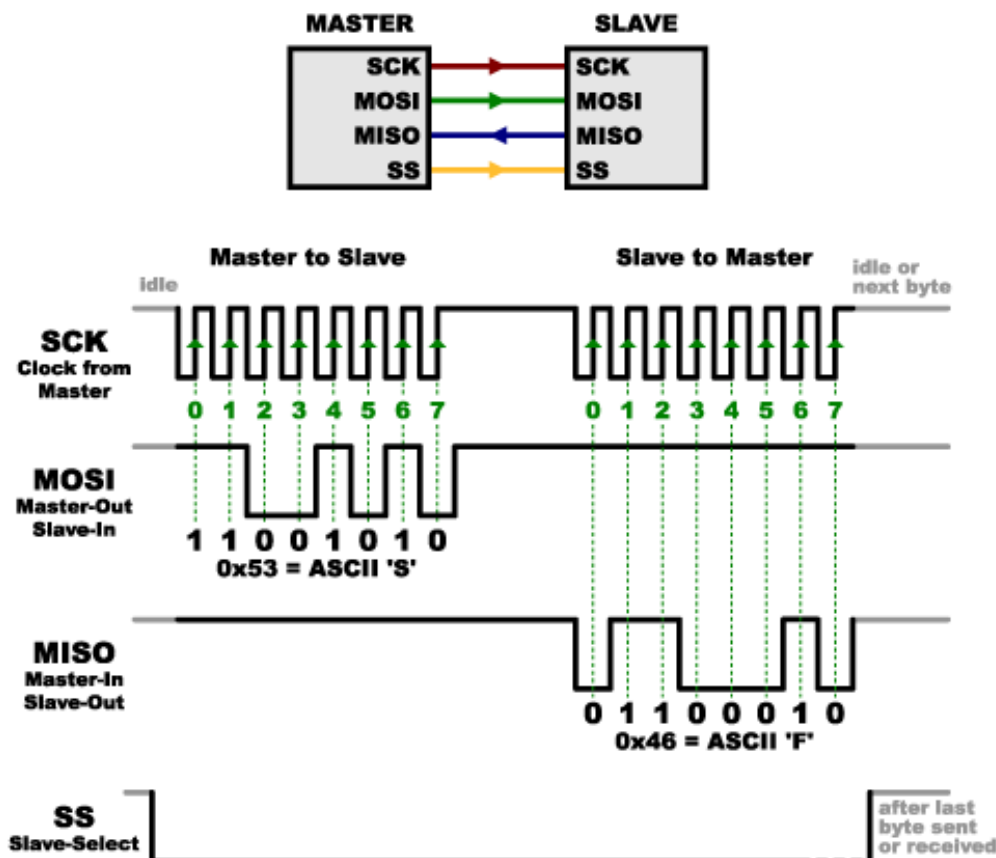 MASTER SLAVE
SCK SCK
MOSI MOSI
MISO MISO
SS SS
Master to Slave Slave to Master
idle
idle or
next byte
SCK
Clock from
Master
0 1 2 3 4 5 6 7 0 1 2 3 4 5 6 7
MOSI
Master-Out
Slave-In
1 1 0 0 1 0 1 0
0x53 = ASCII 'S'
MISO
Master-In
Slave-Out
0 1 1 0 0 0 1 0
0x46 = ASCII 'F'
SS
Slave-Select
after last
byte sent
or received